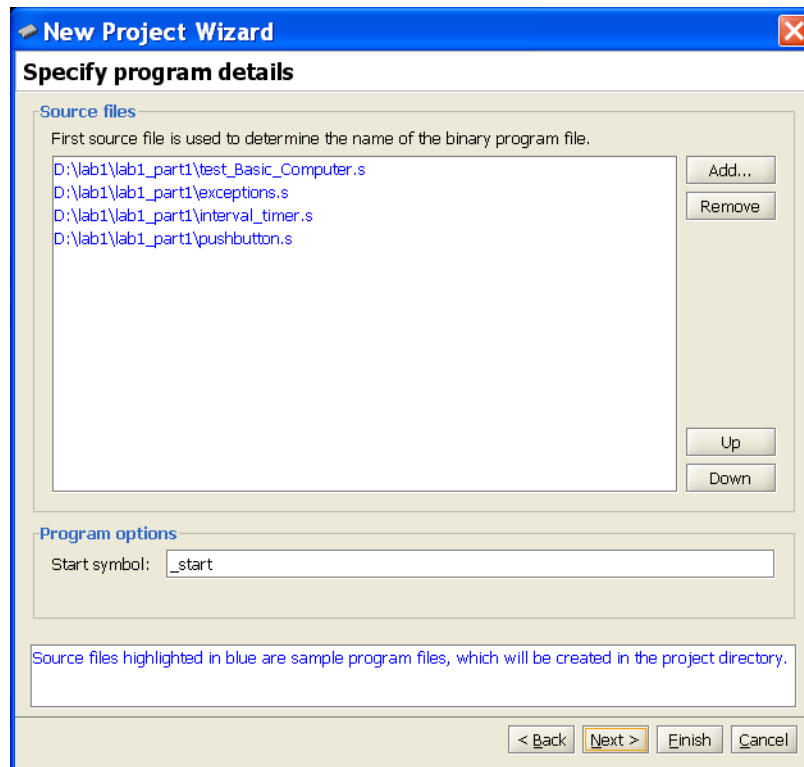 New Project Wizard
Specify program details
Source files
First source file is used to determine the name of the binary program file.
D:\lab1\lab1_part1\test_Basic_Computer.s
D:\lab1\lab1_part1\exceptions.s
D:\lab1\lab1_part1\interval_timer.s
D:\lab1\lab1_part1\pushbutton.s
Add...
Remove
Up
Down
Program options
Start symbol: _start
Source files highlighted in blue are sample program files, which will be created in the project directory.
< Back Next > Finish Cancel